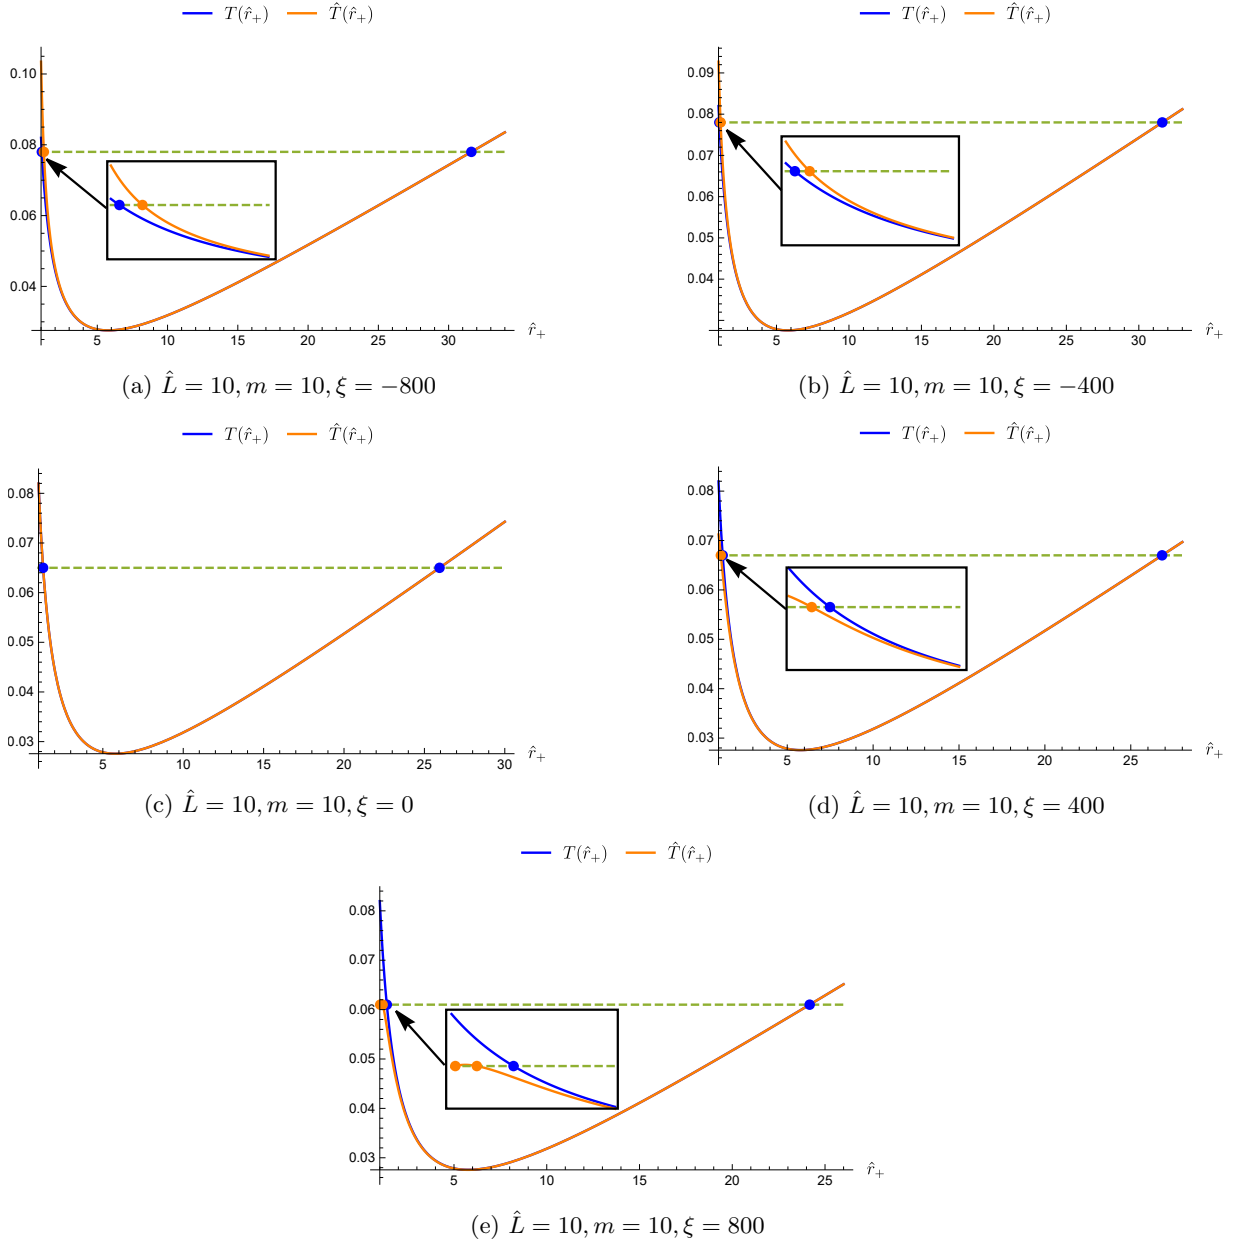 T(r̂₊) T̂(r̂₊)
0.10
0.08
0.06
0.04
5 10 15 20 25 30 r̂₊
(a) L̂ = 10, m = 10, ξ = −800
T(r̂₊) T̂(r̂₊)
0.09
0.08
0.07
0.06
0.05
0.04
5 10 15 20 25 30 r̂₊
(b) L̂ = 10, m = 10, ξ = −400
T(r̂₊) T̂(r̂₊)
0.08
0.07
0.06
0.05
0.04
0.03
5 10 15 20 25 30 r̂₊
(c) L̂ = 10, m = 10, ξ = 0
T(r̂₊) T̂(r̂₊)
0.08
0.07
0.06
0.05
0.04
0.03
5 10 15 20 25 r̂₊
(d) L̂ = 10, m = 10, ξ = 400
T(r̂₊) T̂(r̂₊)
0.08
0.07
0.06
0.05
0.04
0.03
5 10 15 20 25 r̂₊
(e) L̂ = 10, m = 10, ξ = 800